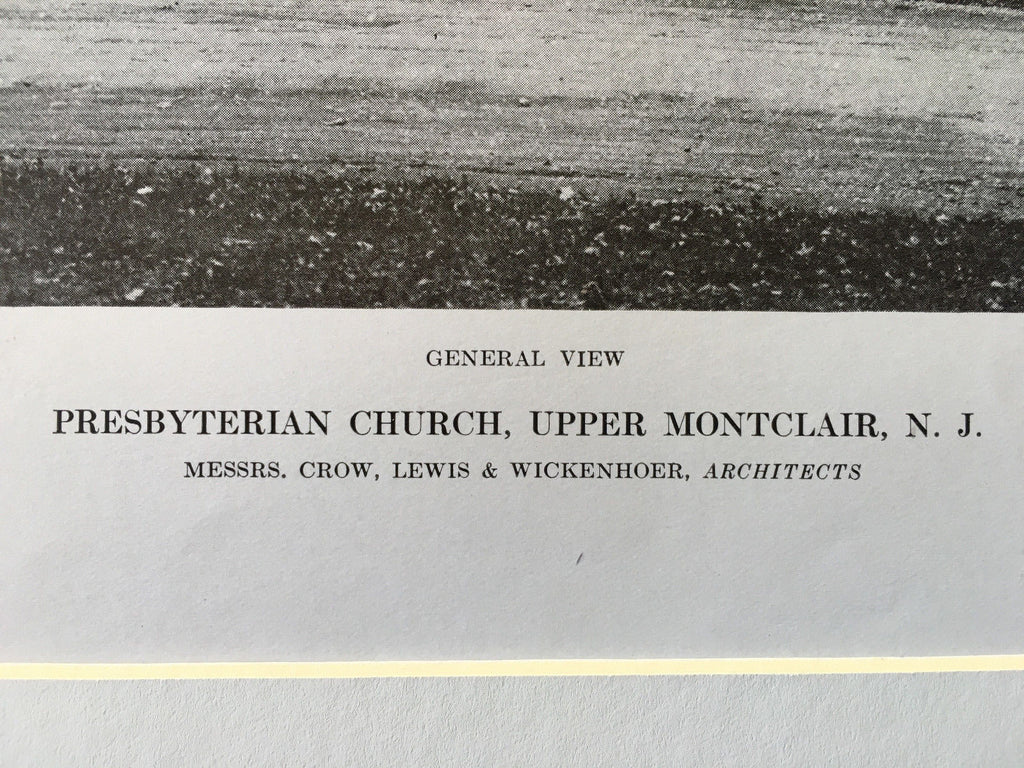 GENERAL VIEW
PRESBYTERIAN CHURCH, UPPER MONTCLAIR, N. J.
MESSRS. CROW, LEWIS & WICKENHOER, ARCHITECTS